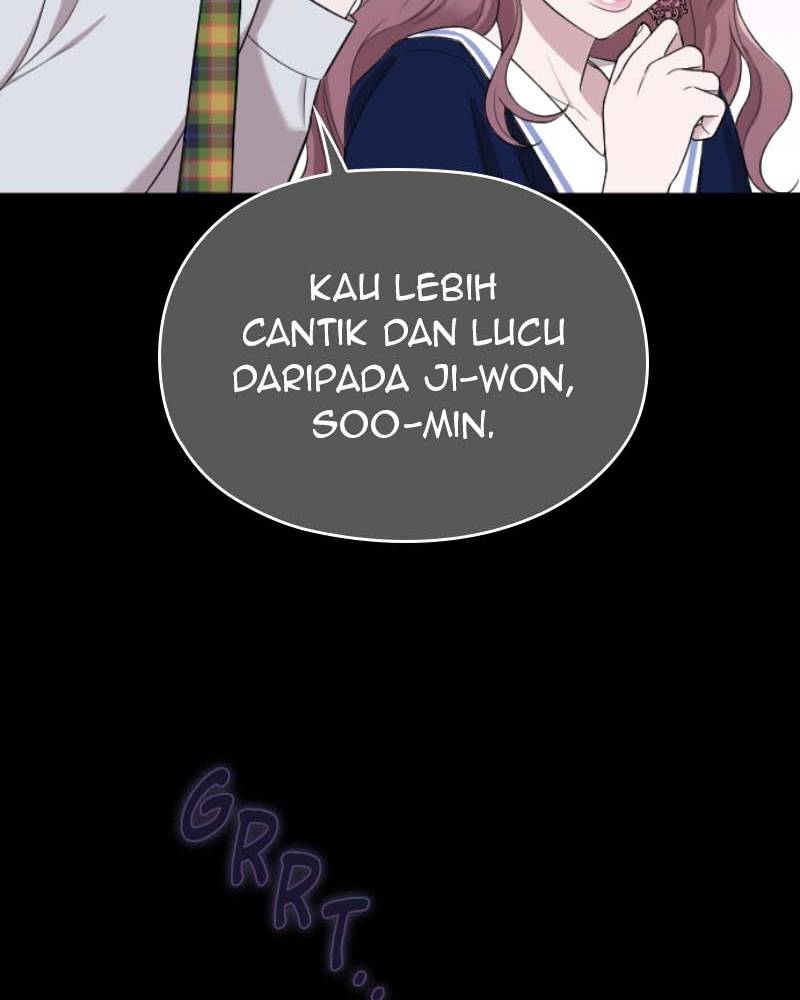 KAU LEBIH
CANTIK DAN LUCU
DARIPADA JI-WON,
SOO-MIN.
GRRT..